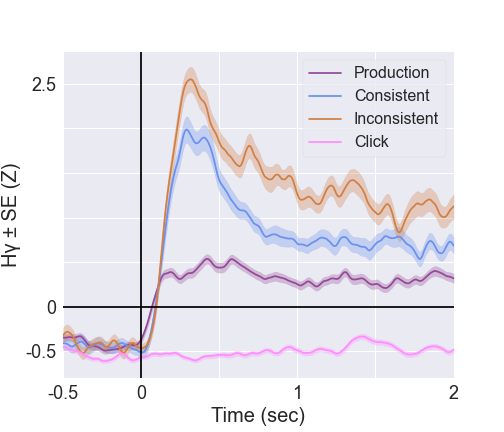 Production
Consistent
Inconsistent
Click
2.5
0
-0.5
Hγ ± SE (Z)
-0.5 0 1 2
Time (sec)